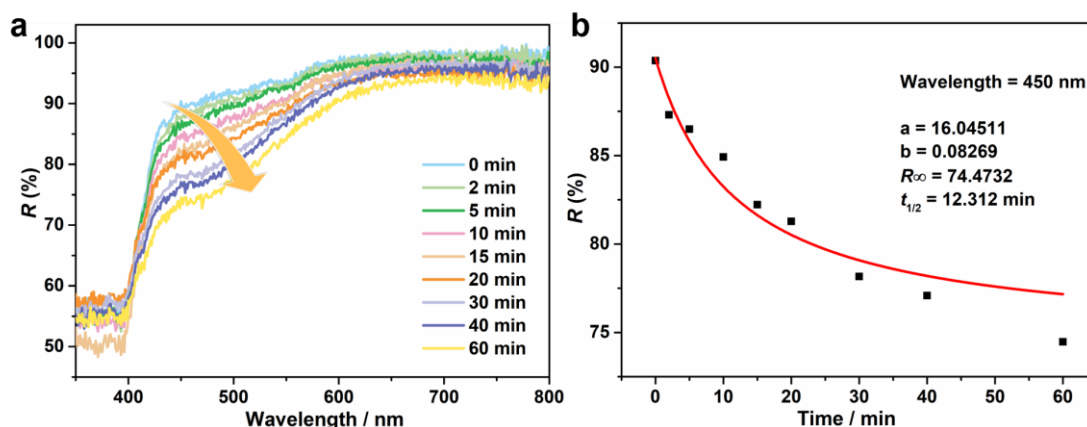 a
100
90
80
70
60
50
R (%)
0 min
2 min
5 min
10 min
15 min
20 min
30 min
40 min
60 min
400 500 600 700 800
Wavelength / nm
b
90
85
80
75
R (%)
Wavelength = 450 nm
a = 16.04511
b = 0.08269
R∞ = 74.4732
t1/2 = 12.312 min
0 10 20 30 40 50 60
Time / min